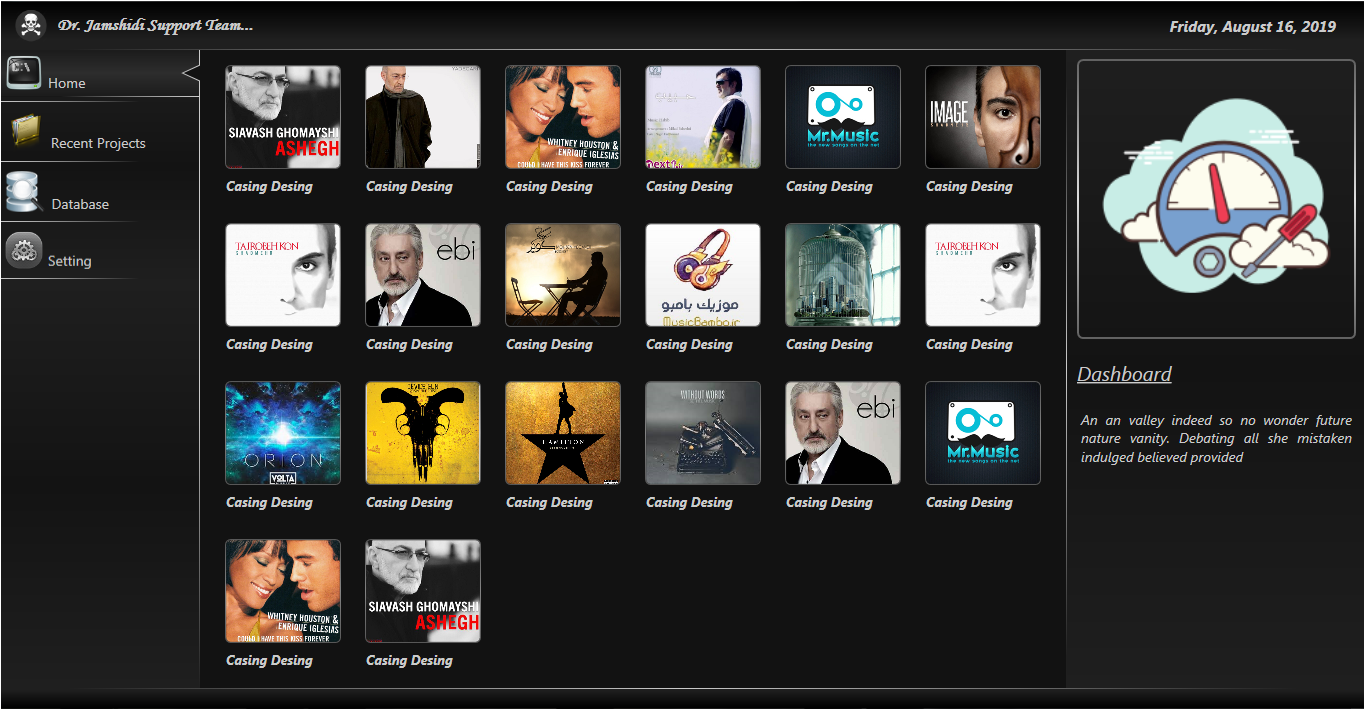 Dr. Jamshidi Support Team...
Friday, August 16, 2019
Home
Recent Projects
Database
Setting
SIAVASH GHOMAYSHI
ASHEGH
Casing Desing
Casing Desing
WHITNEY HOUSTON &
ENRIQUE IGLESIAS
COULD I HAVE THIS KISS FOREVER
Casing Desing
next1
Casing Desing
Mr.Music
the new songs on the net
Casing Desing
IMAGE
SHADMEHR
Casing Desing
TAJROBEH KON
SHADMEHR
Casing Desing
ebi
Casing Desing
Casing Desing
موزیک بامبو
MusicBambo.ir
Casing Desing
Casing Desing
TAJROBEH KON
SHADMEHR
Casing Desing
ORION
VOLTA
Casing Desing
Casing Desing
HAMILTON
Casing Desing
WITHOUT WORDS
Casing Desing
ebi
Casing Desing
Mr.Music
the new songs on the net
Casing Desing
WHITNEY HOUSTON &
ENRIQUE IGLESIAS
COULD I HAVE THIS KISS FOREVER
Casing Desing
SIAVASH GHOMAYSHI
ASHEGH
Casing Desing
Dashboard
An an valley indeed so no wonder future
nature vanity. Debating all she mistaken
indulged believed provided